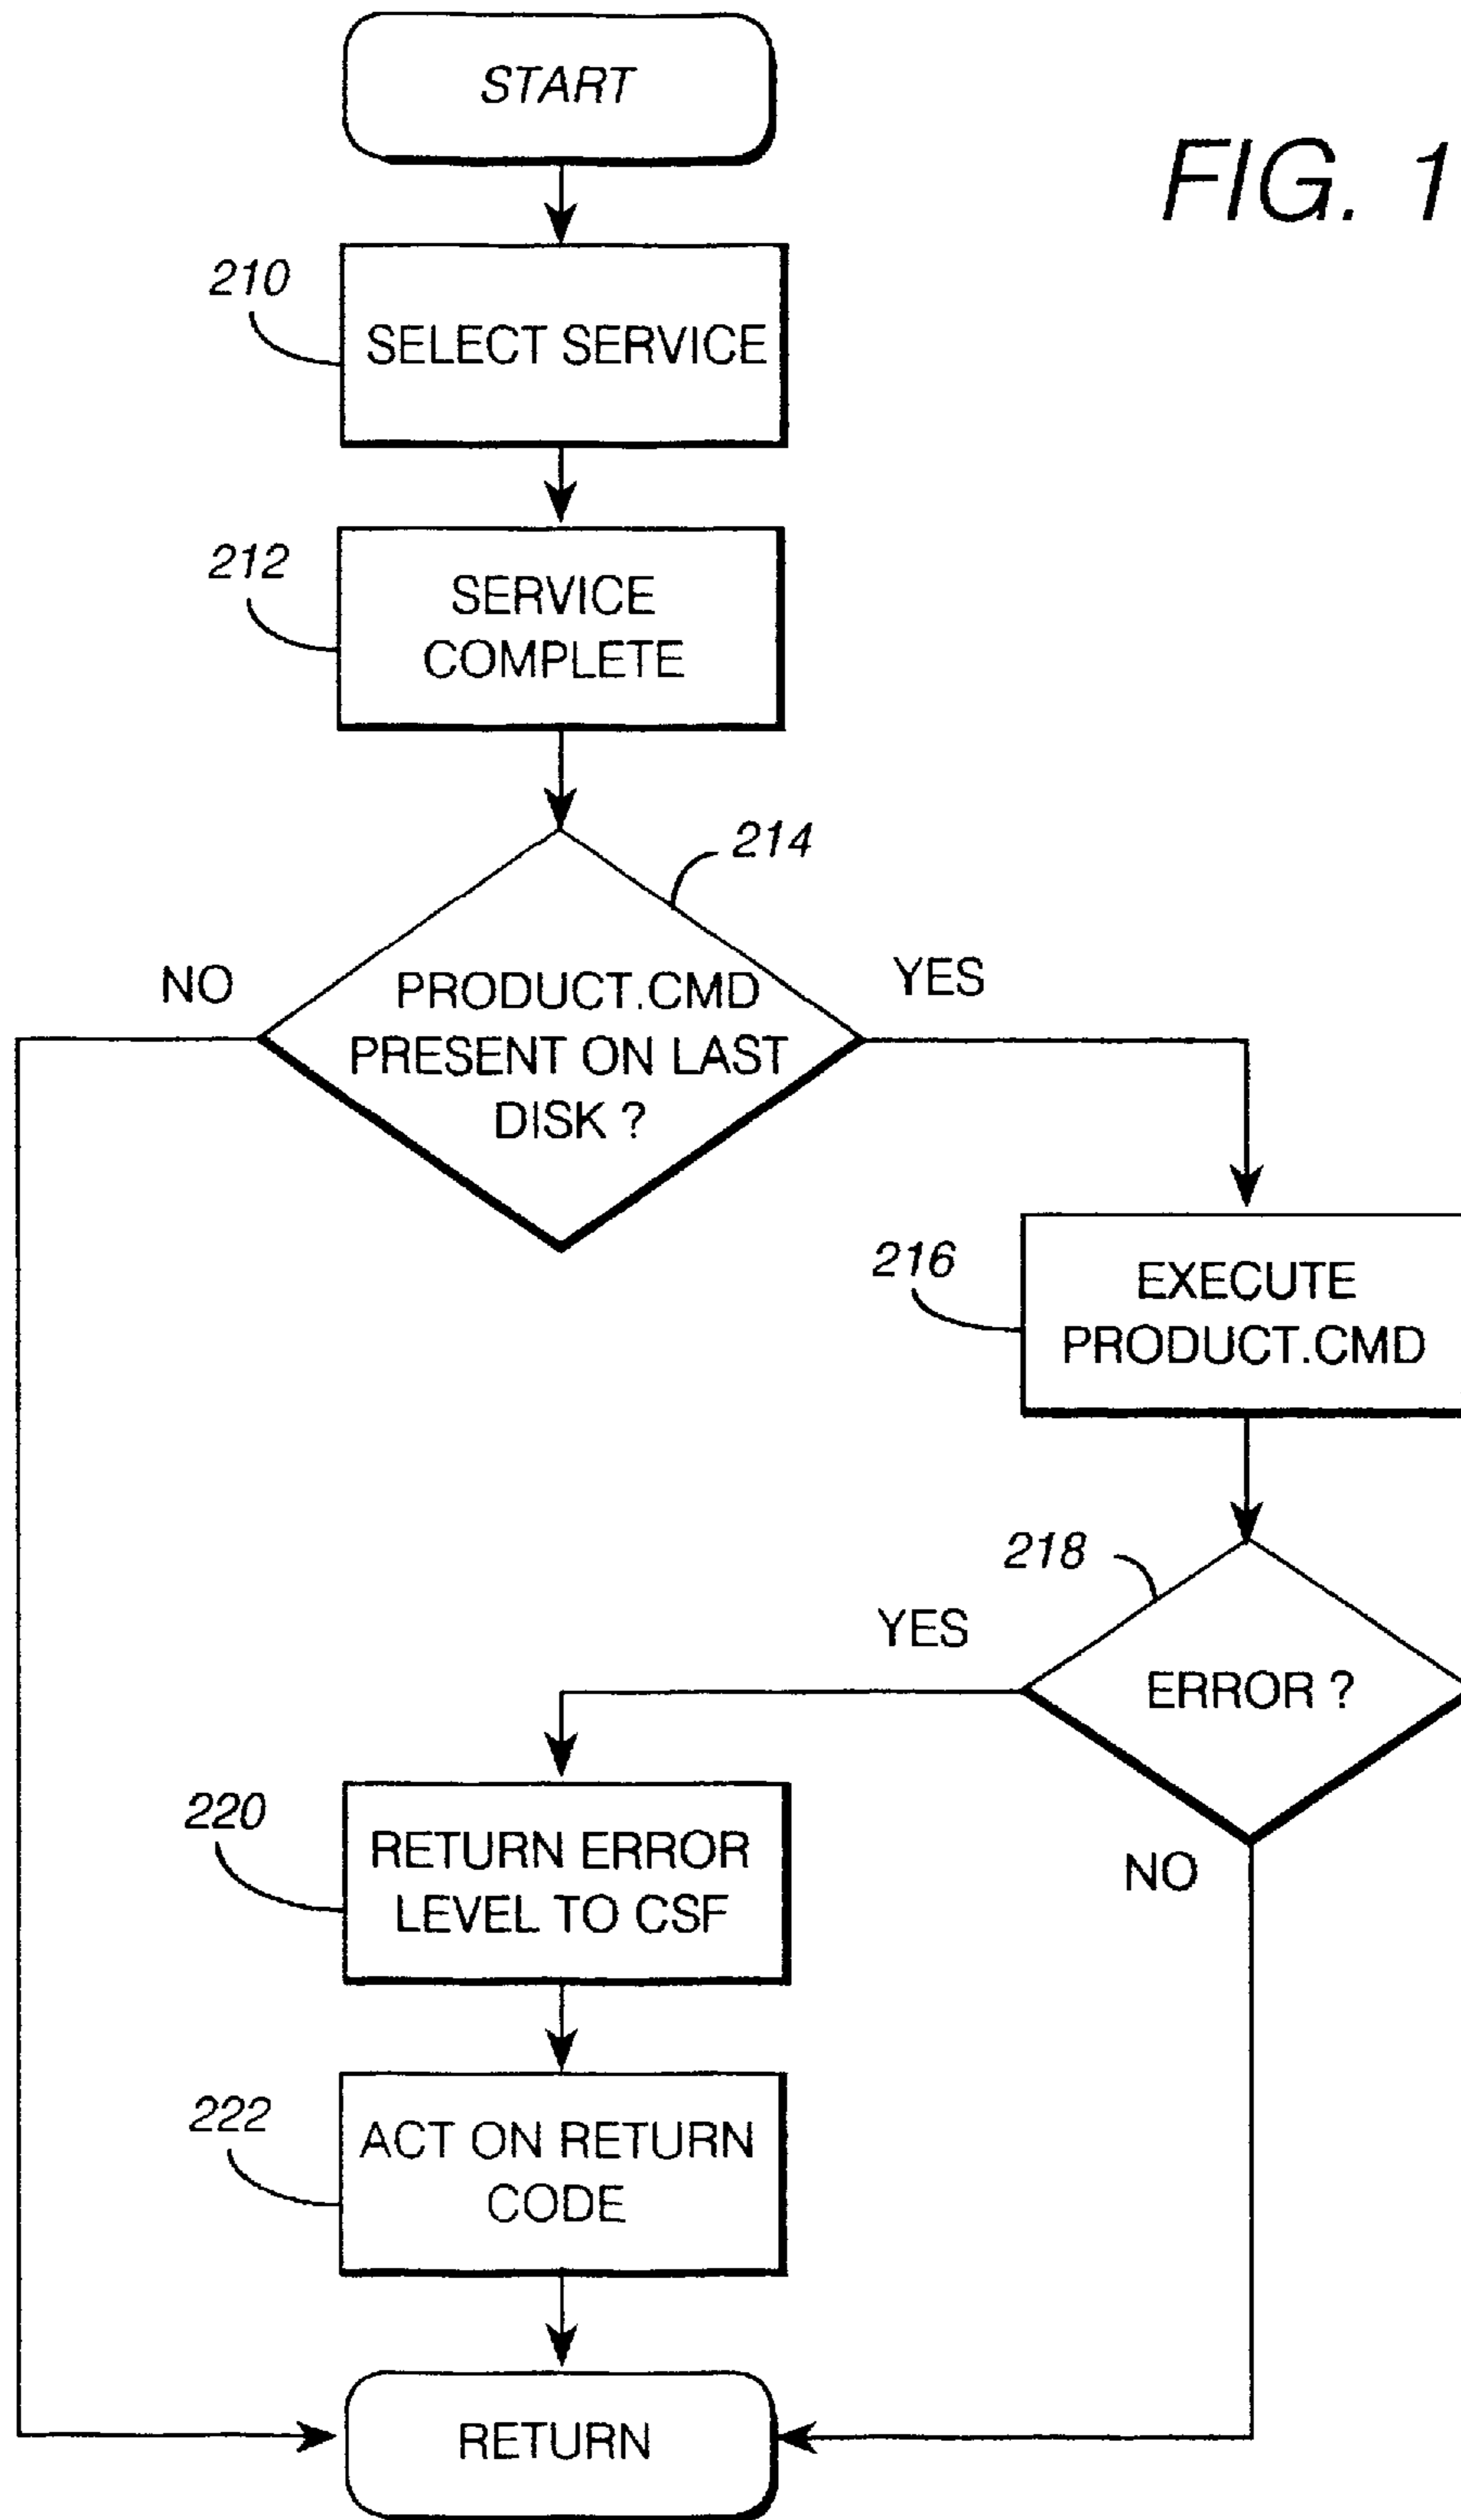 START
FIG. 1
210
SELECT SERVICE
212
SERVICE
COMPLETE
214
NO
YES
PRODUCT.CMD
PRESENT ON LAST
DISK ?
216
EXECUTE
PRODUCT.CMD
218
YES
ERROR ?
NO
220
RETURN ERROR
LEVEL TO CSF
222
ACT ON RETURN
CODE
RETURN